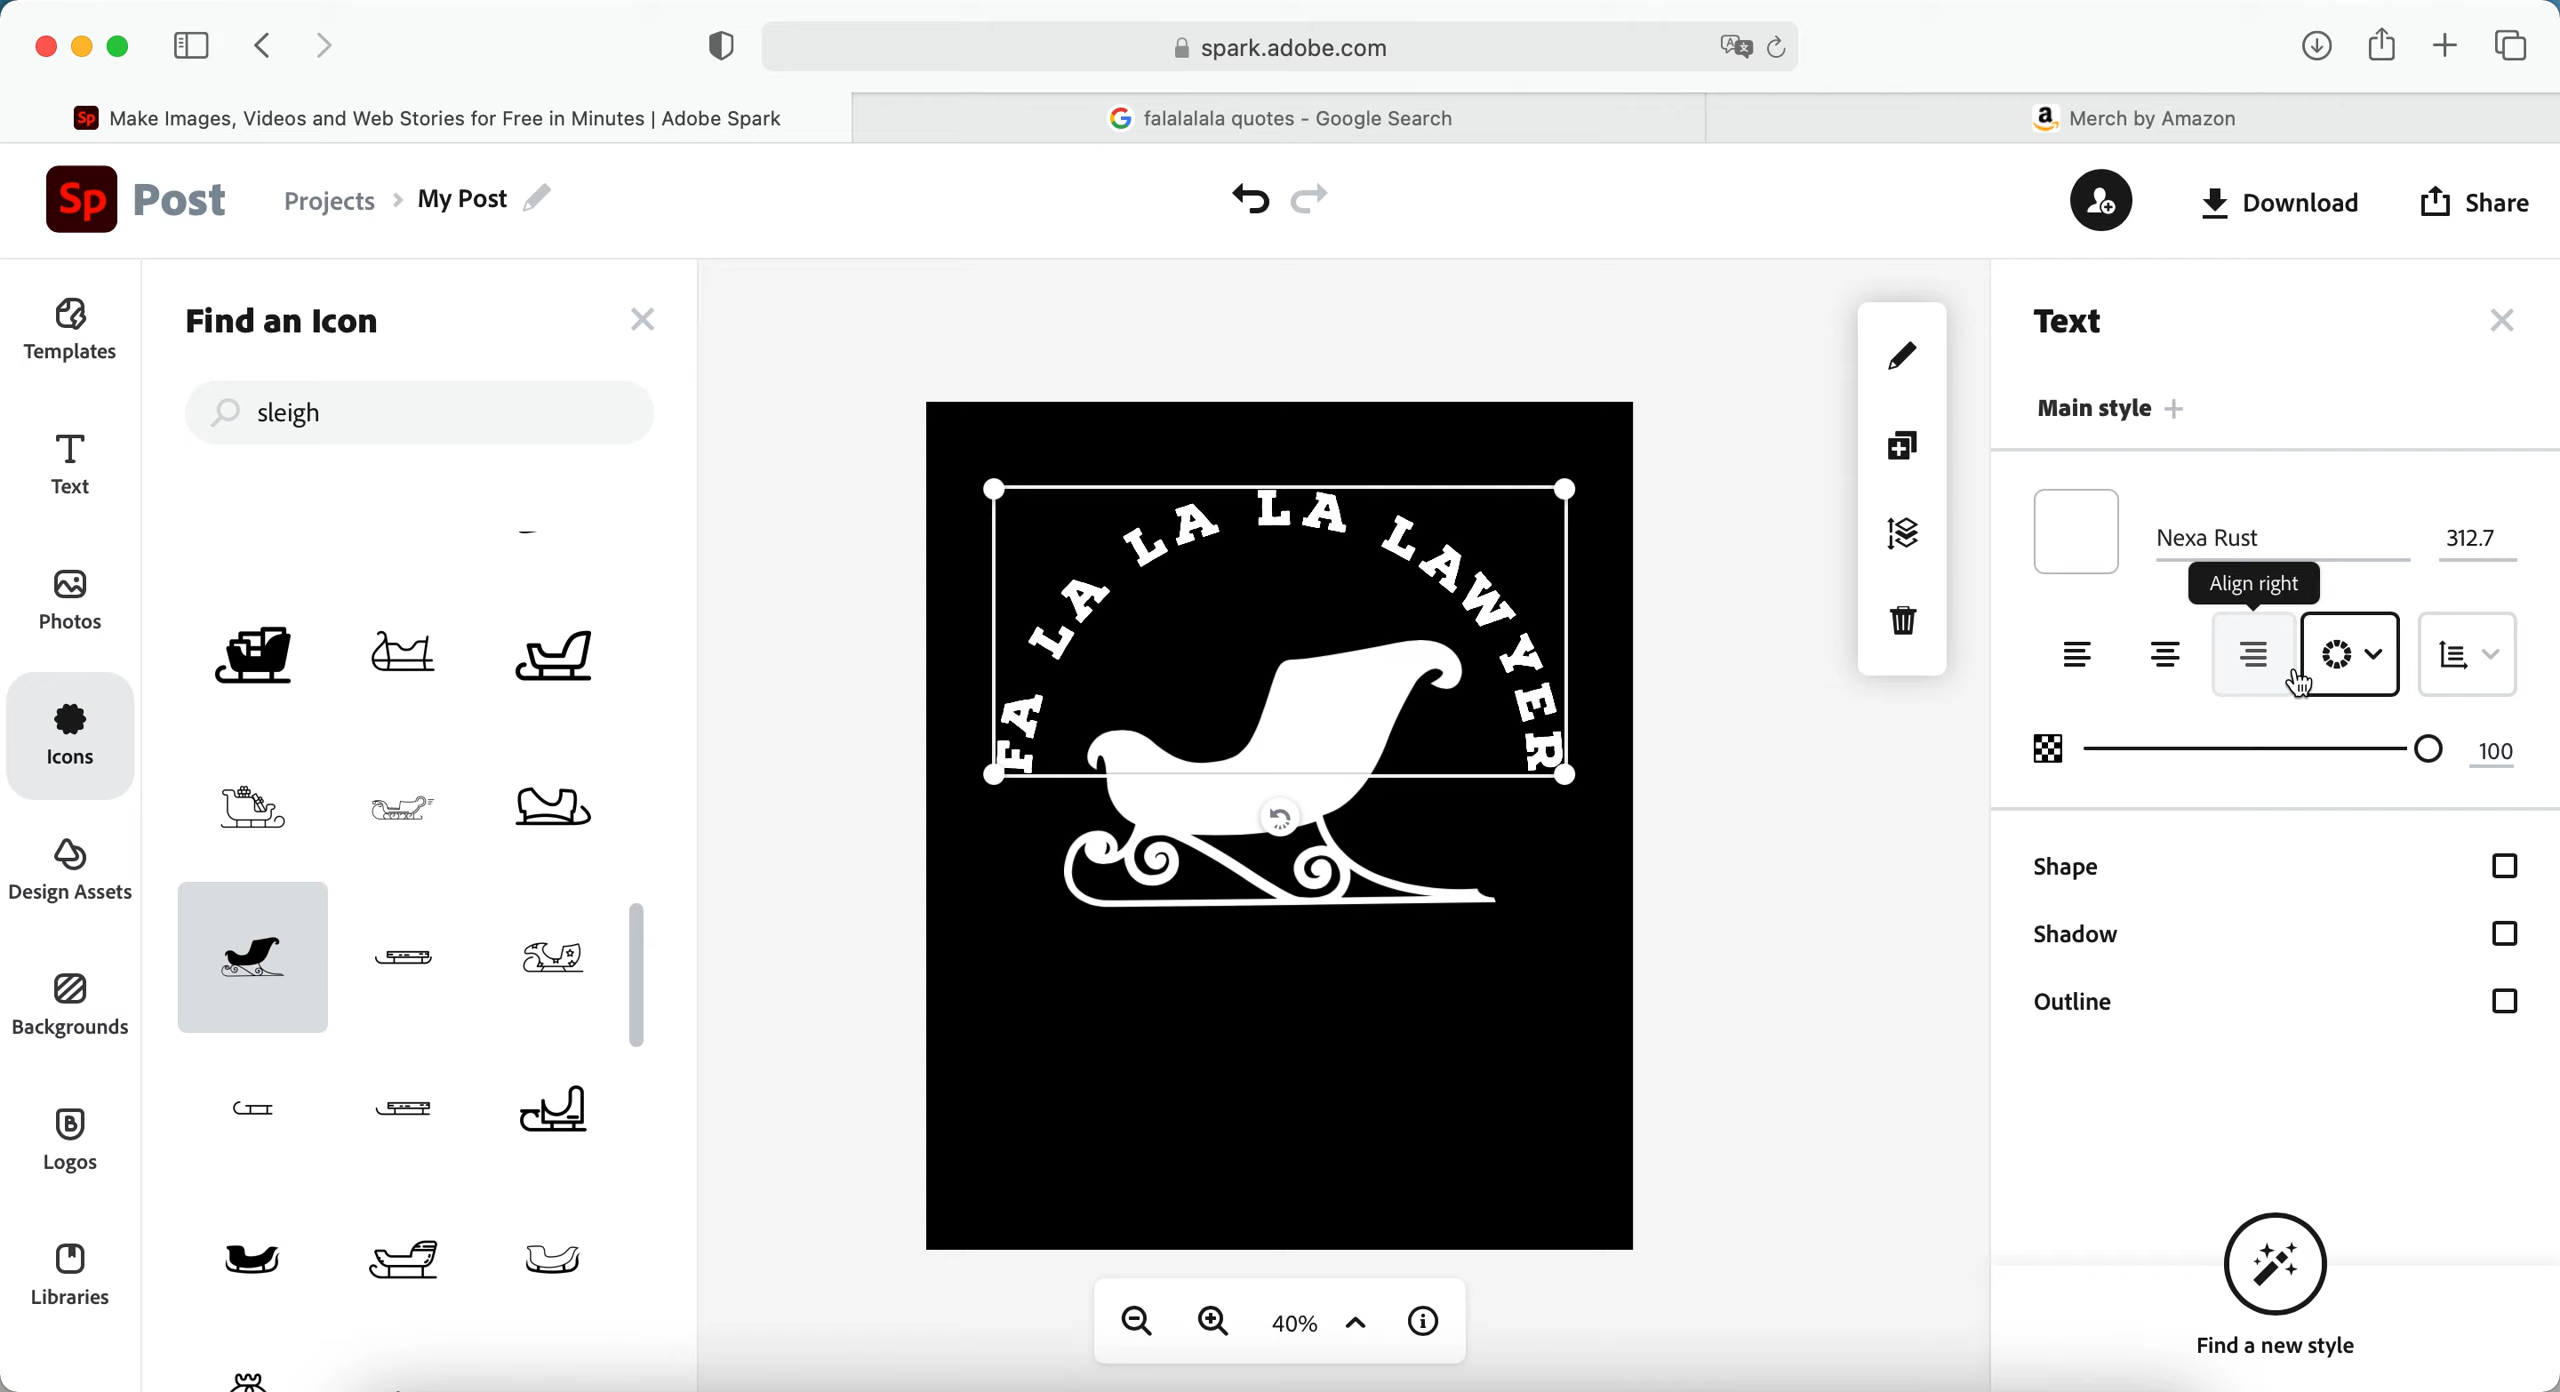 spark.adobe.com
Sp Make Images, Videos and Web Stories for Free in Minutes | Adobe Spark
falalalala quotes - Google Search
a Merch by Amazon
Sp Post
Projects
My Post
Download
Share
Templates
Text
Photos
Icons
Design Assets
Backgrounds
Logos
Libraries
Find an Icon
sleigh
FA LA LA LA LA LAWYER
40%
Text
Main style
Nexa Rust
312.7
Align right
100
Shape
Shadow
Outline
Find a new style